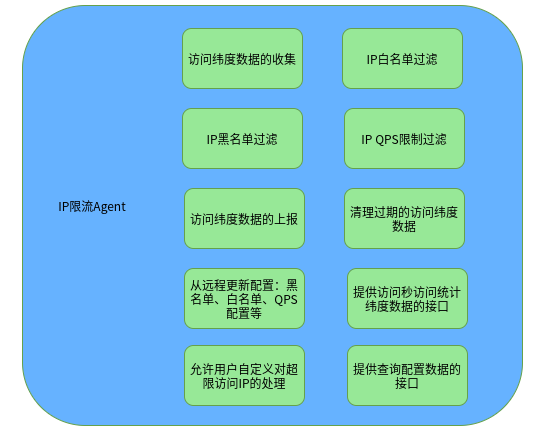 访问纬度数据的收集
IP白名单过滤
IP黑名单过滤
IP QPS限制过滤
IP限流Agent
访问纬度数据的上报
清理过期的访问纬度
数据
从远程更新配置：黑
名单、白名单、QPS
配置等
提供访问秒访问统计
纬度数据的接口
允许用户自定义对超
限访问IP的处理
提供查询配置数据的
接口